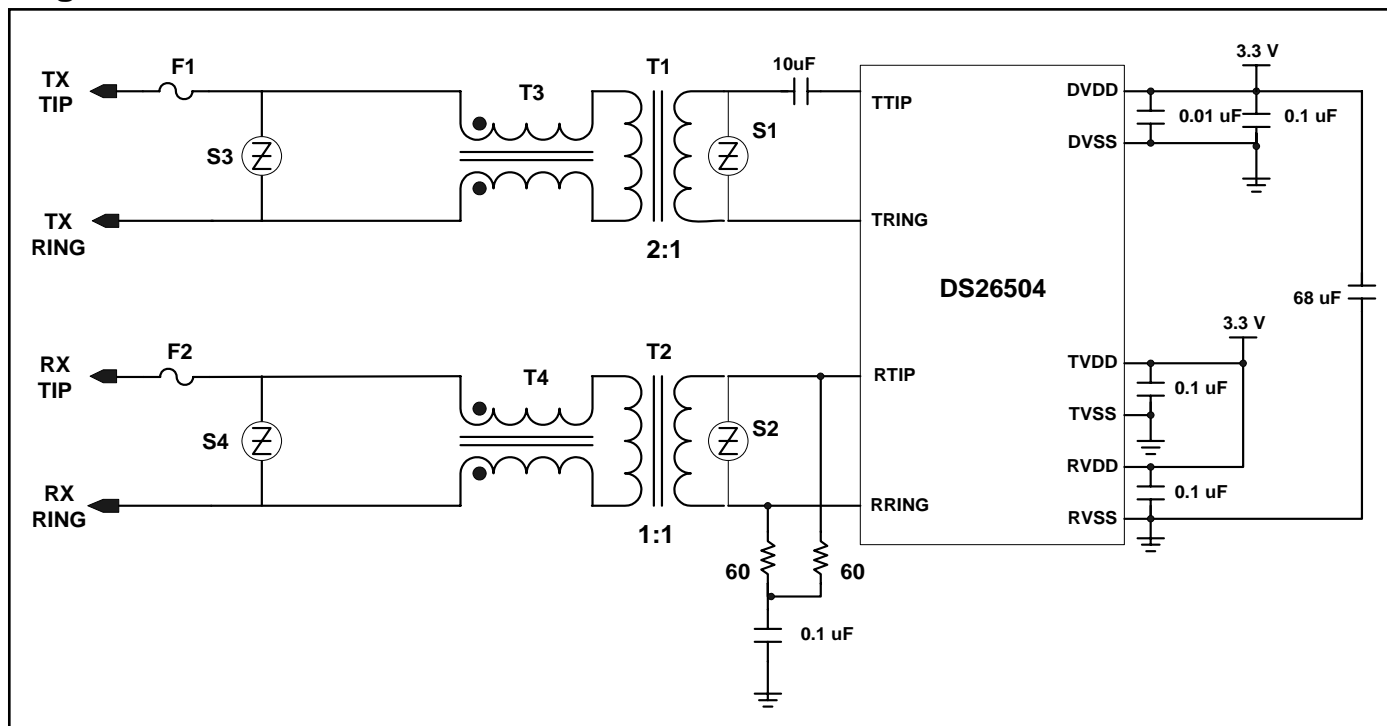 TX
TIP
F1
T3
T1
10uF
S3
S1
TX
RING
2:1
TTIP
TRING
DS26504
DVDD
DVSS
3.3 V
0.01 uF
0.1 uF
68 uF
RX
TIP
F2
T4
T2
S4
S2
RX
RING
1:1
RTIP
RRING
60
60
0.1 uF
3.3 V
TVDD
0.1 uF
TVSS
RVDD
0.1 uF
RVSS